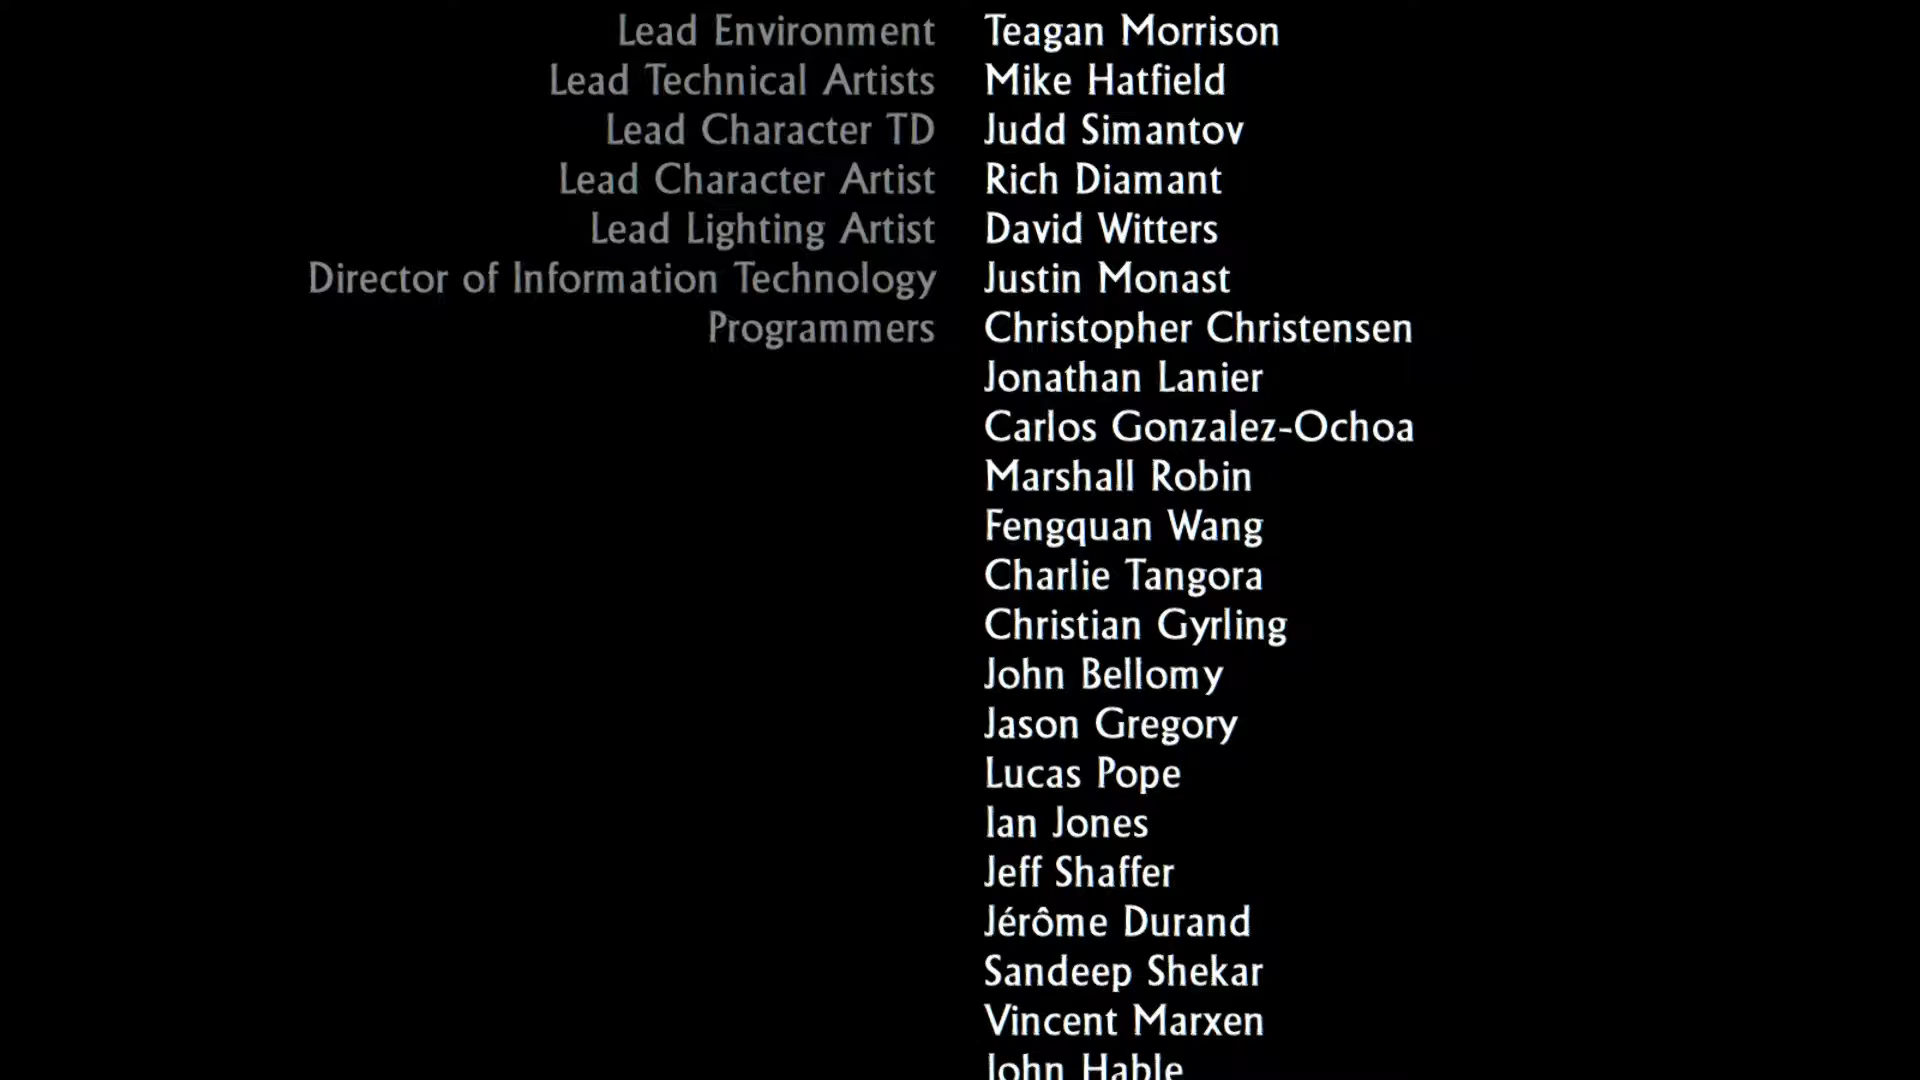 Lead Environment Teagan Morrison
Lead Technical Artists Mike Hatfield
Lead Character TD Judd Simantov
Lead Character Artist Rich Diamant
Lead Lighting Artist David Witters
Director of Information Technology Justin Monast
Programmers Christopher Christensen
Jonathan Lanier
Carlos Gonzalez-Ochoa
Marshall Robin
Fengquan Wang
Charlie Tangora
Christian Gyrling
John Bellomy
Jason Gregory
Lucas Pope
Ian Jones
Jeff Shaffer
Jérôme Durand
Sandeep Shekar
Vincent Marxen
John Hable